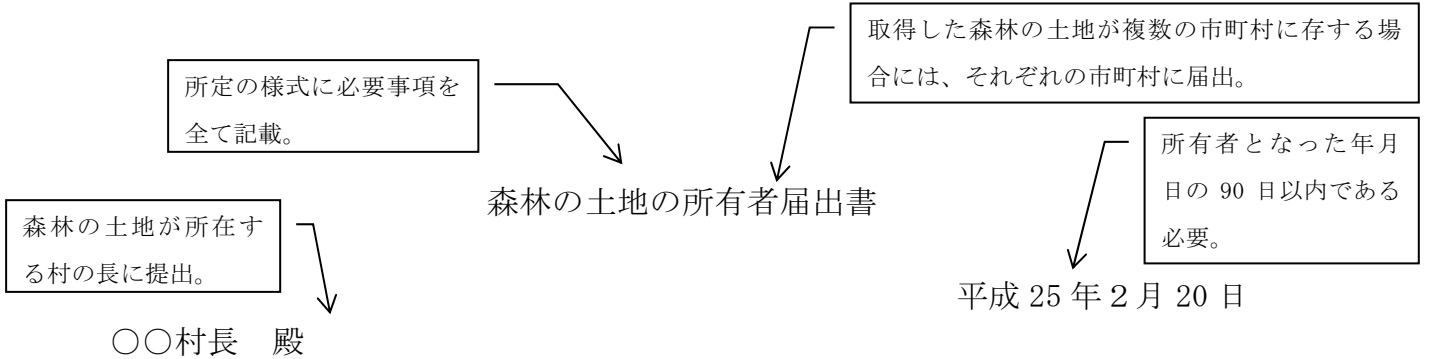 取得した森林の土地が複数の市町村に存する場
合には、それぞれの市町村に届出。
所定の様式に必要事項を
全て記載。
所有者となった年月
日の 90 日以内である
必要。
森林の土地の所有者届出書
森林の土地が所在す
る村の長に提出。
平成 25 年２月 20 日
○○村長　殿